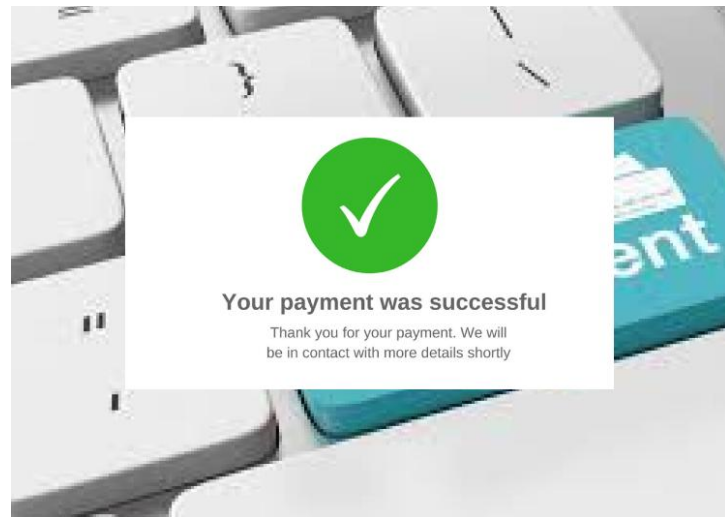 }
ent
"
'
Your payment was successful
Thank you for your payment. We will
be in contact with more details shortly